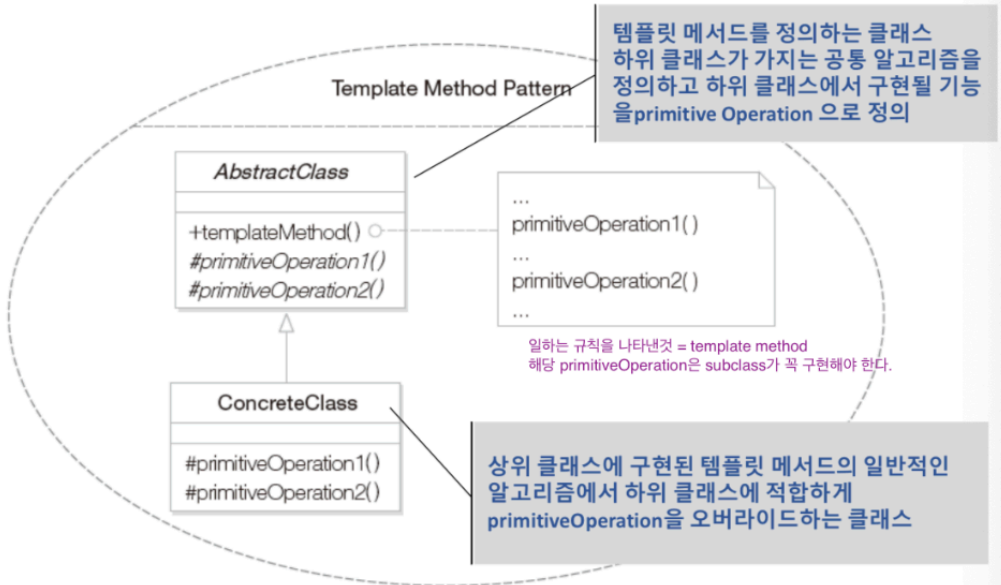 템플릿 메서드를 정의하는 클래스
하위 클래스가 가지는 공통 알고리즘을
정의하고 하위 클래스에서 구현될 기능
을primitive Operation 으로 정의
Template Method Pattern
AbstractClass
+templateMethod()
#primitiveOperation1()
#primitiveOperation2()
...
primitiveOperation1()
...
primitiveOperation2()
...
일하는 규칙을 나타낸것 = template method
해당 primitiveOperation은 subclass가 꼭 구현해야 한다.
ConcreteClass
#primitiveOperation1()
#primitiveOperation2()
상위 클래스에 구현된 템플릿 메서드의 일반적인
알고리즘에서 하위 클래스에 적합하게
primitiveOperation을 오버라이드하는 클래스